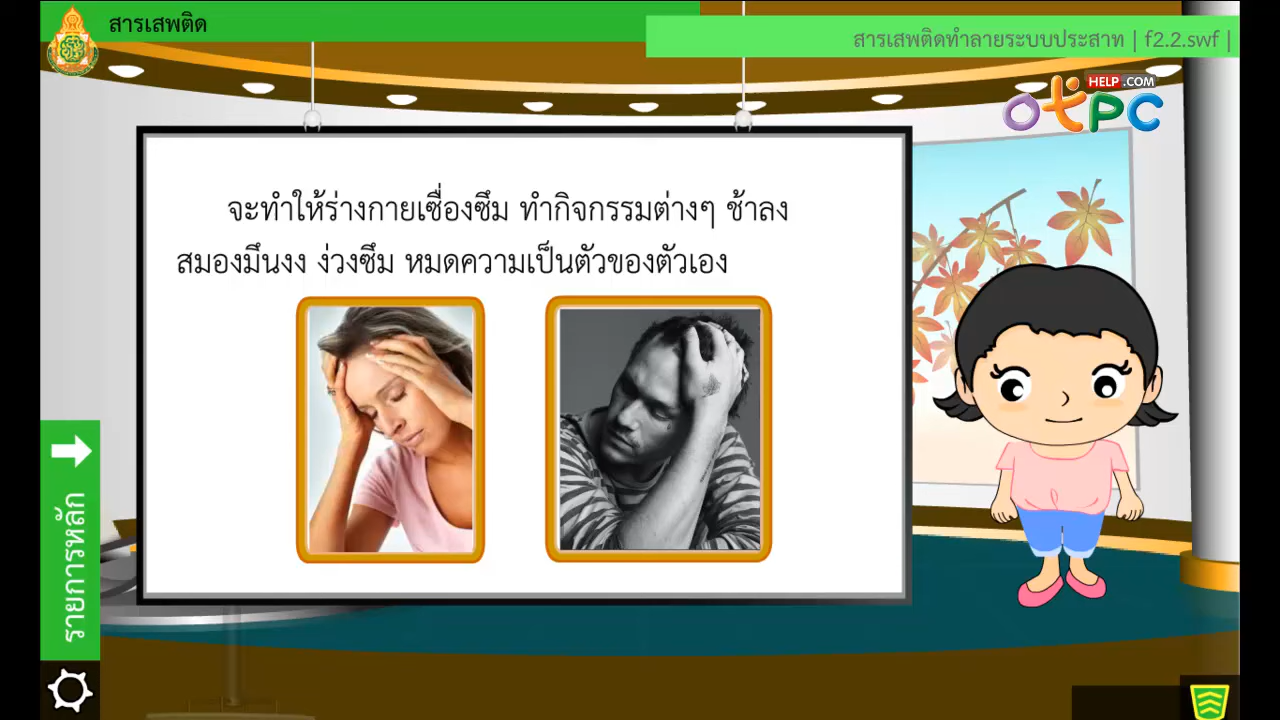 สารเสพติด
สารเสพติดทำลายระบบประสาท | f2.2.swf |
HELP .COM
otpc
จะทำให้ร่างกายเซื่องซึม ทำกิจกรรมต่างๆ ช้าลง
สมองมึนงง ง่วงซึม หมดความเป็นตัวของตัวเอง
รายการหลัก